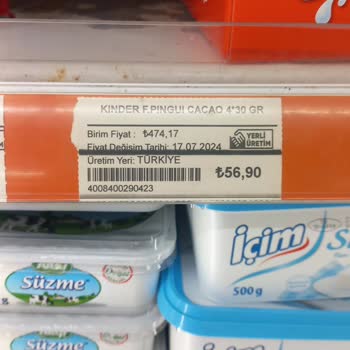 KINDER F.PINGUI CACAO 4*30 GR
Birim Fiyat : ₺474,17
Fiyat Değişim Tarihi: 17.07.2024
YERLİ
ÜRETİM
Üretim Yeri: TÜRKİYE
₺56,90
4008400290423
Süzme
içim
500 g
Süzme